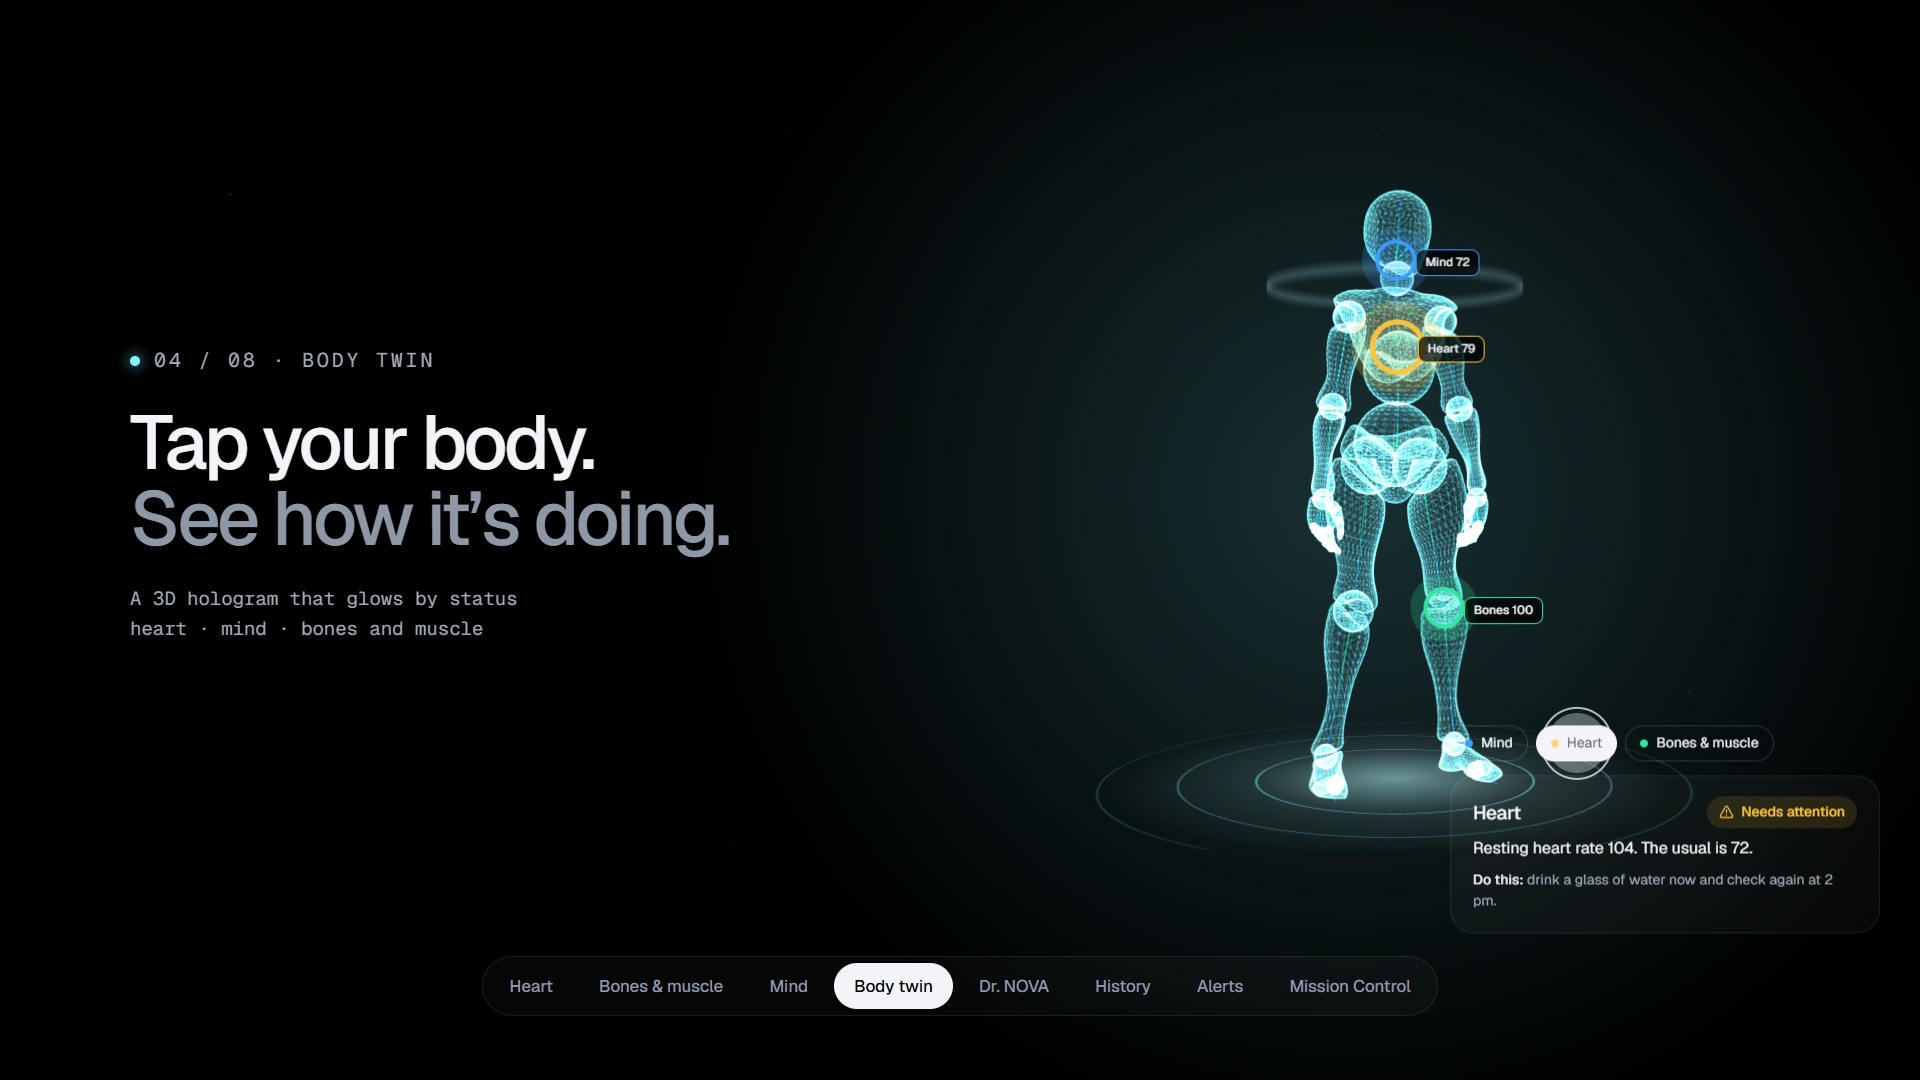 04 / 08 · BODY TWIN
Tap your body.
See how it’s doing.
A 3D hologram that glows by status
heart · mind · bones and muscle
Mind 72
Heart 79
Bones 100
Mind
Heart
Bones & muscle
Heart
Needs attention
Resting heart rate 104. The usual is 72.
Do this: drink a glass of water now and check again at 2
pm.
Heart
Bones & muscle
Mind
Body twin
Dr. NOVA
History
Alerts
Mission Control